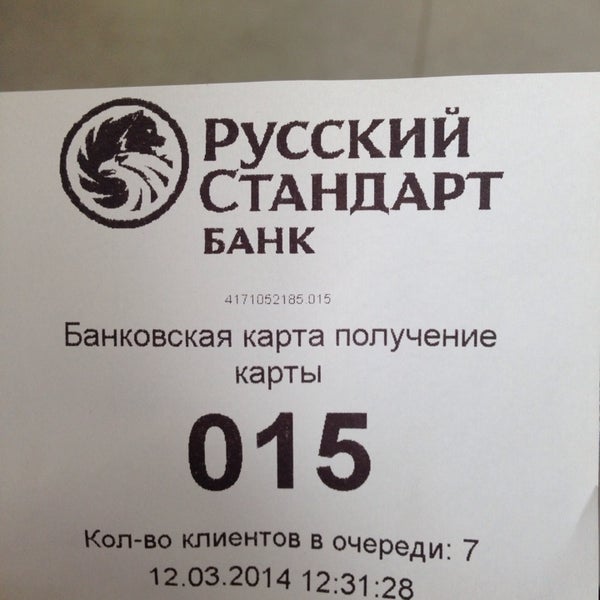 РУССКИЙ
СТАНДАРТ
БАНК
4171052185.015
Банковская карта получение
карты
015
Кол-во клиентов в очереди: 7
12.03.2014 12:31:28